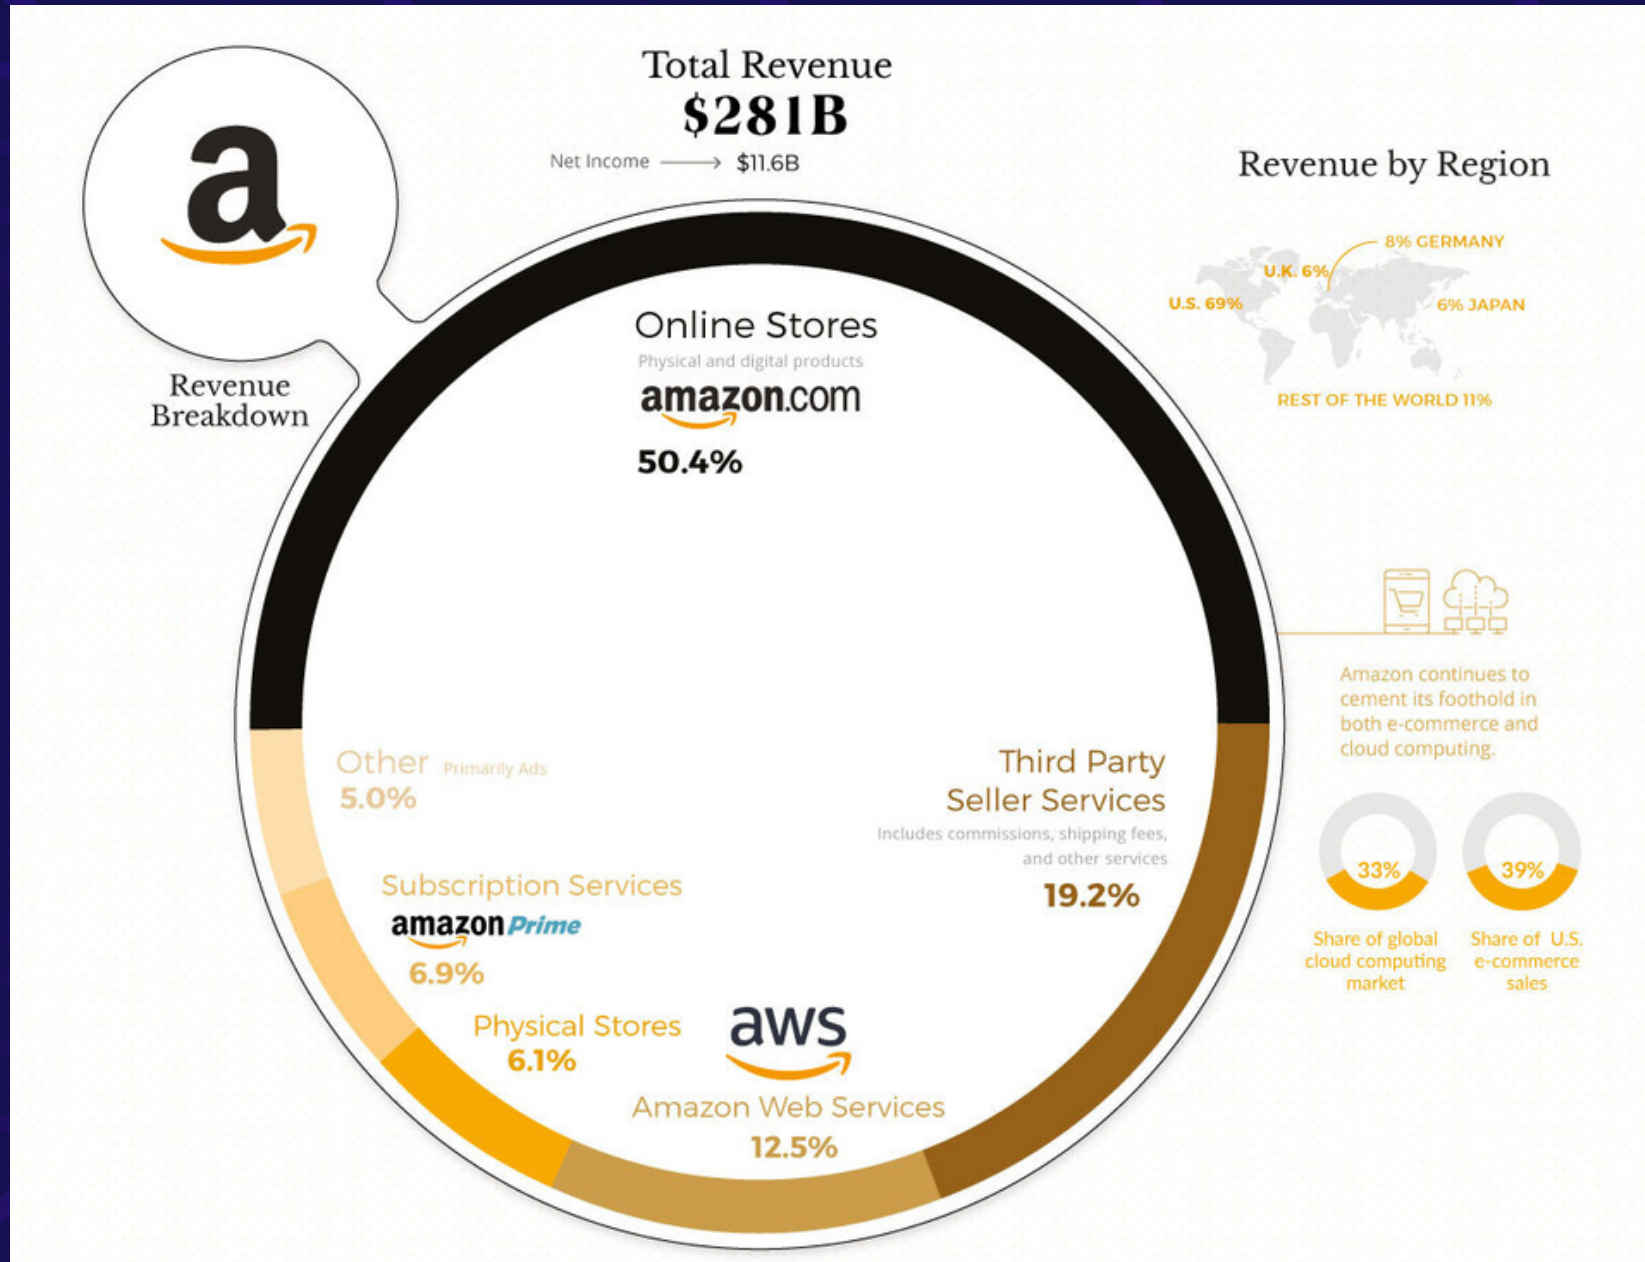 a
Revenue
Breakdown
Total Revenue
$281B
Net Income $11.6B
Revenue by Region
8% GERMANY
U.K. 6%
U.S. 69%
6% JAPAN
REST OF THE WORLD 11%
Online Stores
Physical and digital products
amazon.com
50.4%
Other Primarily Ads
5.0%
Third Party
Seller Services
Includes commissions, shipping fees,
and other services
19.2%
Subscription Services
amazon Prime
6.9%
Physical Stores
6.1%
aws
Amazon Web Services
12.5%
Amazon continues to
cement its foothold in
both e-commerce and
cloud computing.
33%
Share of global
cloud computing
market
39%
Share of U.S.
e-commerce
sales